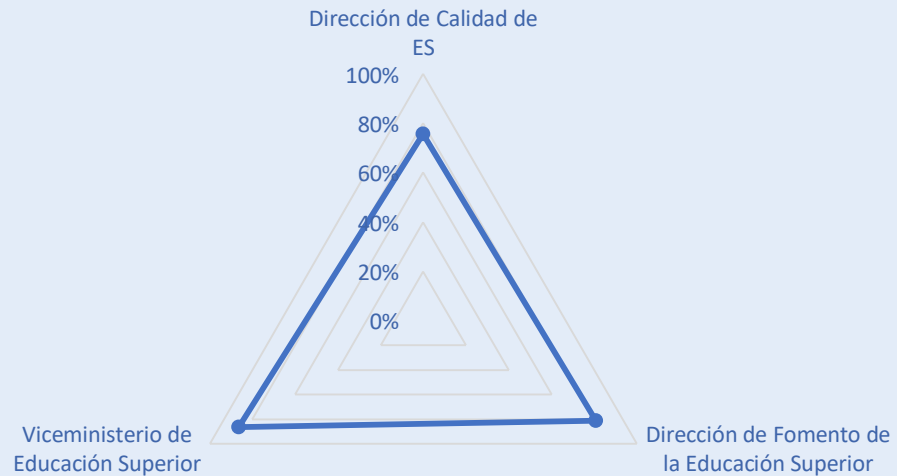 Dirección de Calidad de
ES
100%
80%
60%
40%
20%
0%
Viceministerio de
Educación Superior
Dirección de Fomento de
la Educación Superior